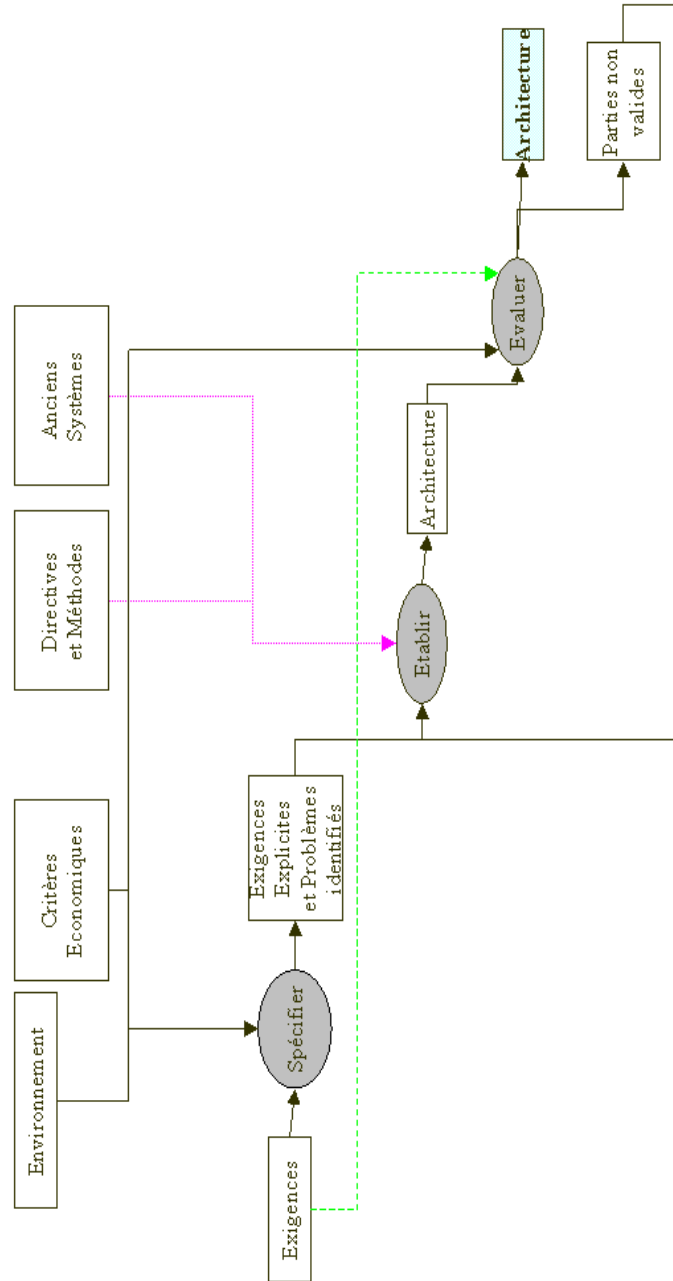 Environnement
Critères
Economiques
Directives
et Méthodes
Anciens
Systèmes
Exigences
Spécifier
Exigences
Explicites
et Problèmes
identifiés
Etablir
Architecture
Evaluer
Architecture
Parties non
valides